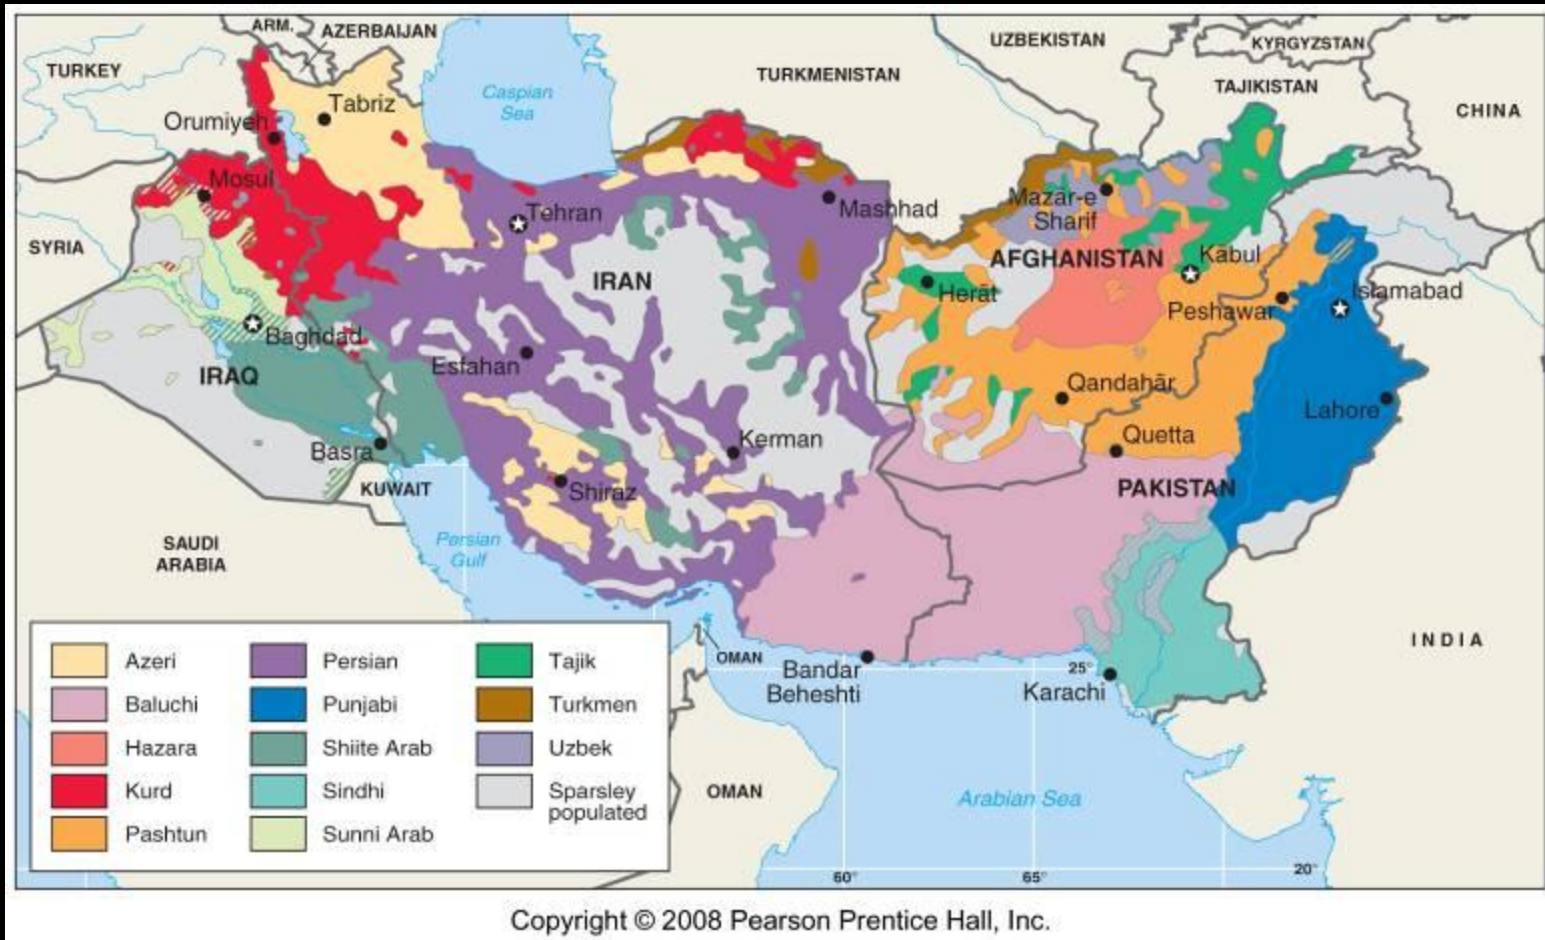 ARM.
AZERBAIJAN
TURKEY
UZBEKISTAN
KYRGYZSTAN
TURKMENISTAN
TAJIKISTAN
CHINA
Caspian
Sea
Tabriz
Orumiyeh
Mosul
Tehran
Mashhad
Mazar-e
Sharif
SYRIA
IRAN
AFGHANISTAN
Kābul
Herāt
Peshawar
Islamabad
Baghdad
Esfahan
IRAQ
Qandahār
Lahore
Basra
Kerman
Quetta
KUWAIT
Shiraz
PAKISTAN
SAUDI
ARABIA
Persian
Gulf
INDIA
OMAN
Bandar
Beheshti
25°
Karachi
OMAN
Arabian Sea
60°
65°
20°
Azeri
Baluchi
Hazara
Kurd
Pashtun
Persian
Punjabi
Shiite Arab
Sindhi
Sunni Arab
Tajik
Turkmen
Uzbek
Sparsley
populated
Copyright © 2008 Pearson Prentice Hall, Inc.